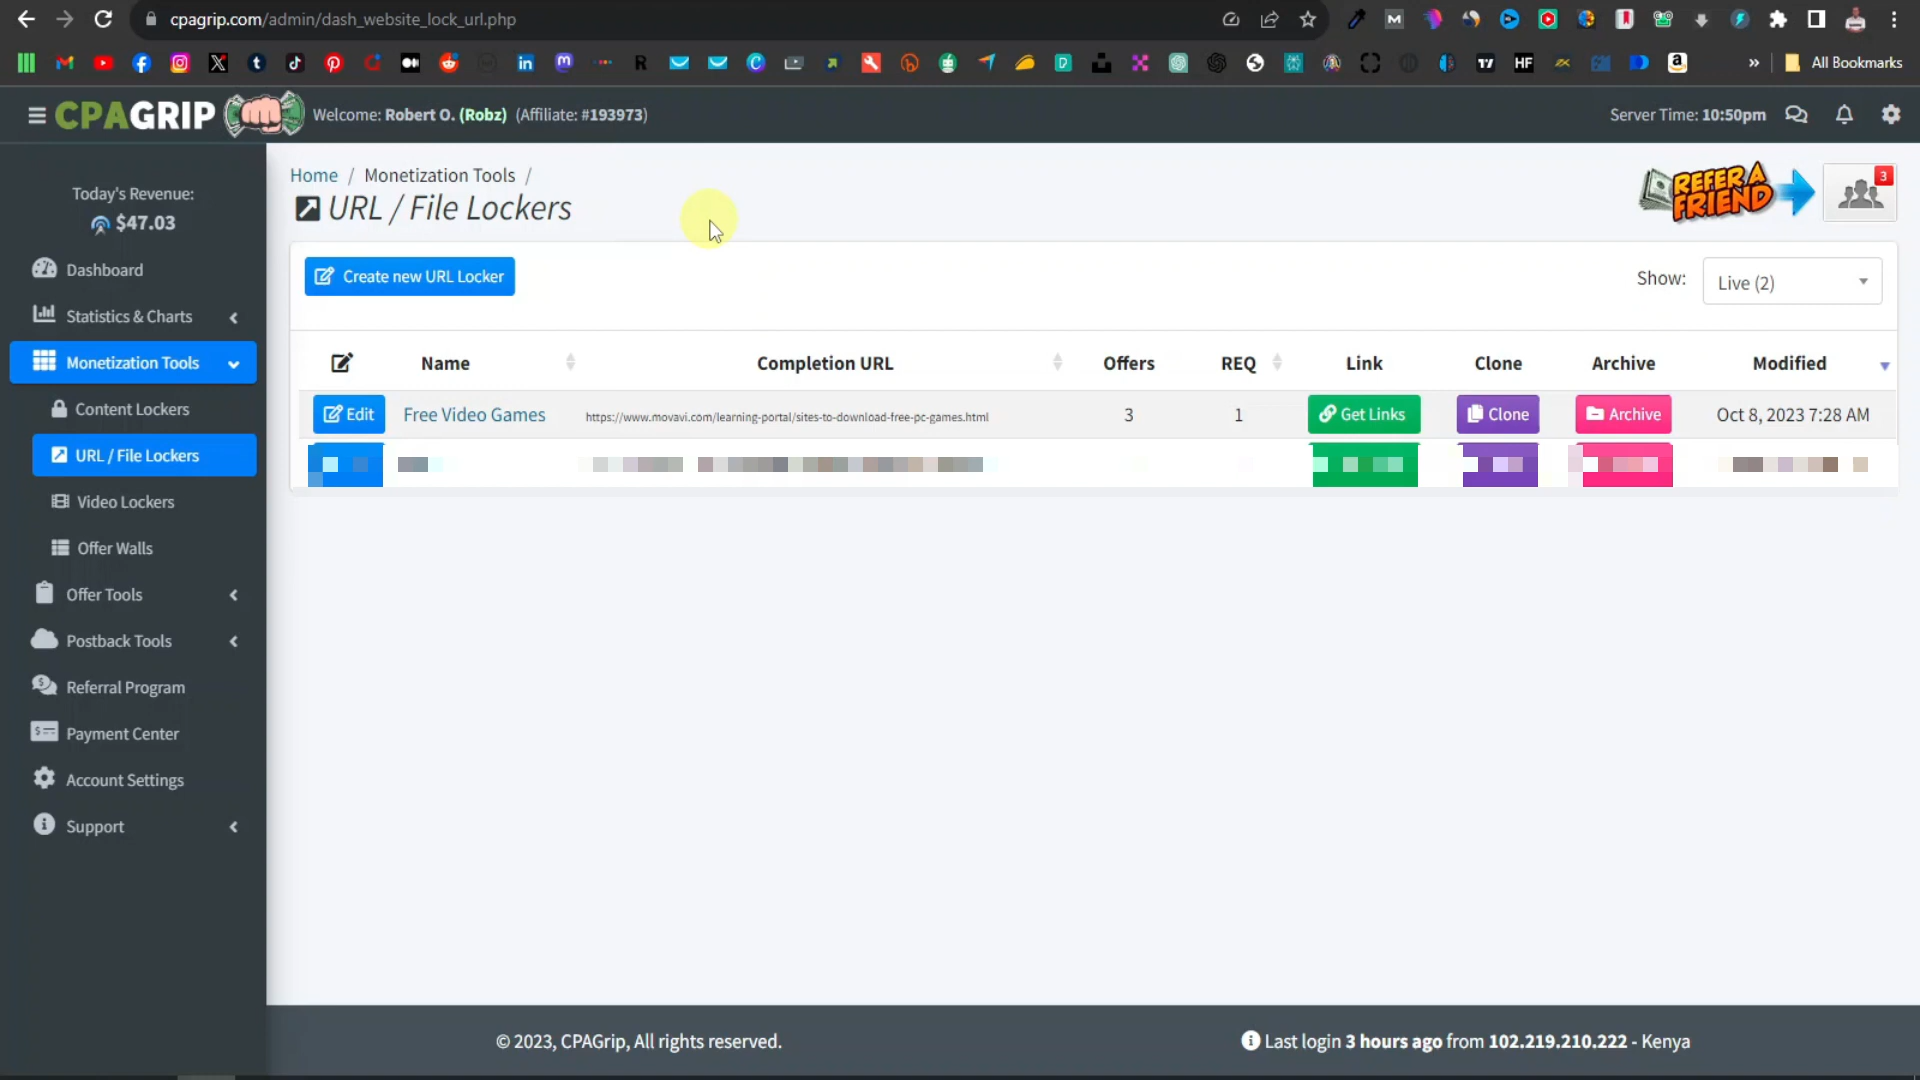 cpagrip.com/admin/dash_website_lock_url.php
All Bookmarks
CPAGRIP
Welcome: Robert O. (Robz) (Affiliate: #193973)
Server Time: 10:50pm
Today's Revenue:
$47.03
Dashboard
Statistics & Charts
Monetization Tools
Content Lockers
URL / File Lockers
Video Lockers
Offer Walls
Offer Tools
Postback Tools
Referral Program
Payment Center
Account Settings
Support
Home / Monetization Tools /
URL / File Lockers
REFER A FRIEND
3
Create new URL Locker
Show: Live (2)
Name Completion URL Offers REQ Link Clone Archive Modified
Edit Free Video Games https://www.movavi.com/learning-portal/sites-to-download-free-pc-games.html 3 1 Get Links Clone Archive Oct 8, 2023 7:28 AM
© 2023, CPAGrip, All rights reserved.
Last login 3 hours ago from 102.219.210.222 - Kenya